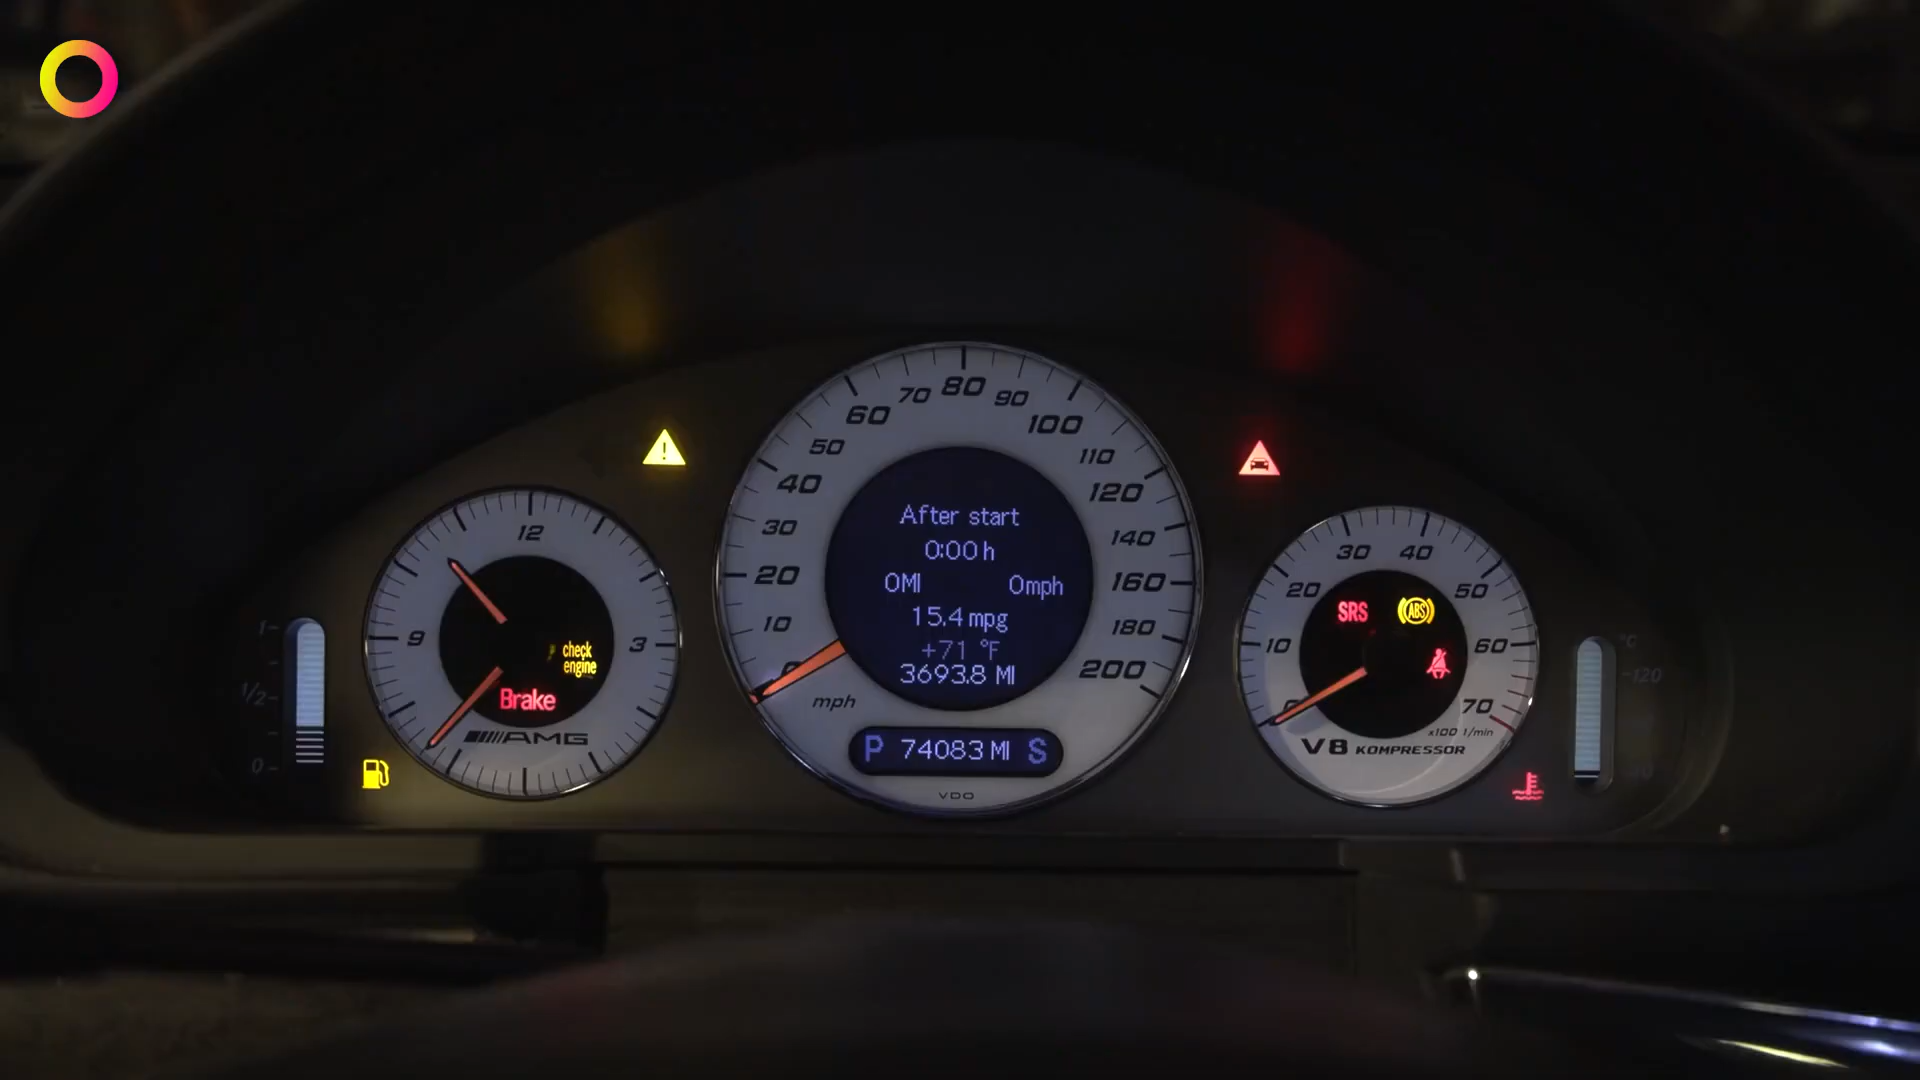 80
70
90
60
100
50
110
40
120
30
140
20
160
10
180
0
200
mph
After start
0:00 h
0MI 0mph
15.4 mpg
+71 °F
3693.8 MI
P 74083 MI S
VDO
12
9
3
check
engine
Brake
AMG
1
1/2
0
30 40
20 50
10 60
0 70
SRS ABS
x100 1/min
V8 KOMPRESSOR
°C
120